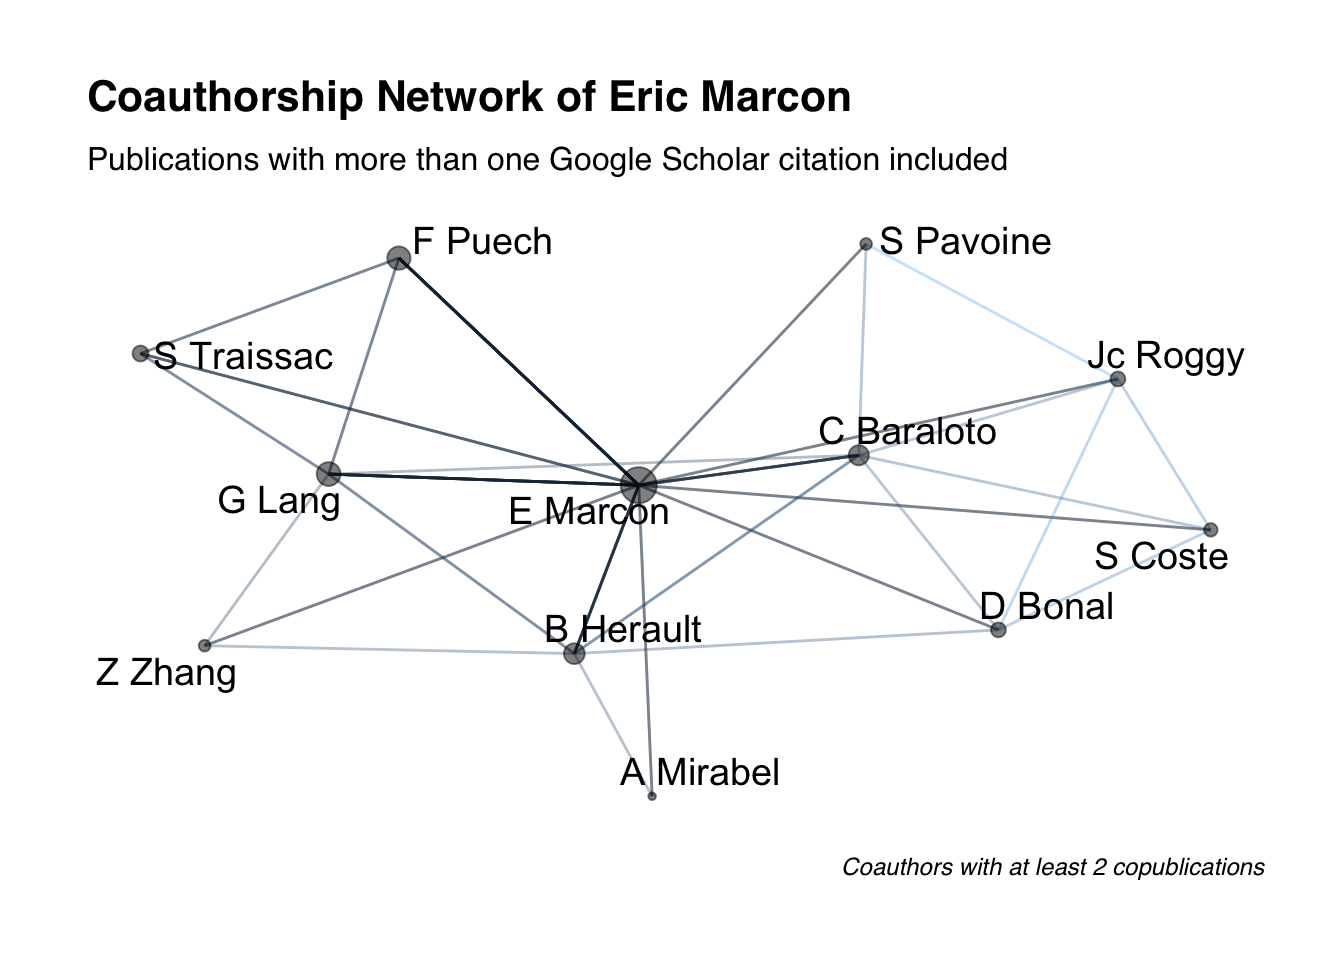 Coauthorship Network of Eric Marcon
Publications with more than one Google Scholar citation included
F Puech
S Pavoine
S Traissac
Jc Roggy
C Baraloto
G Lang
E Marcon
S Coste
D Bonal
B Herault
Z Zhang
A Mirabel
Coauthors with at least 2 copublications